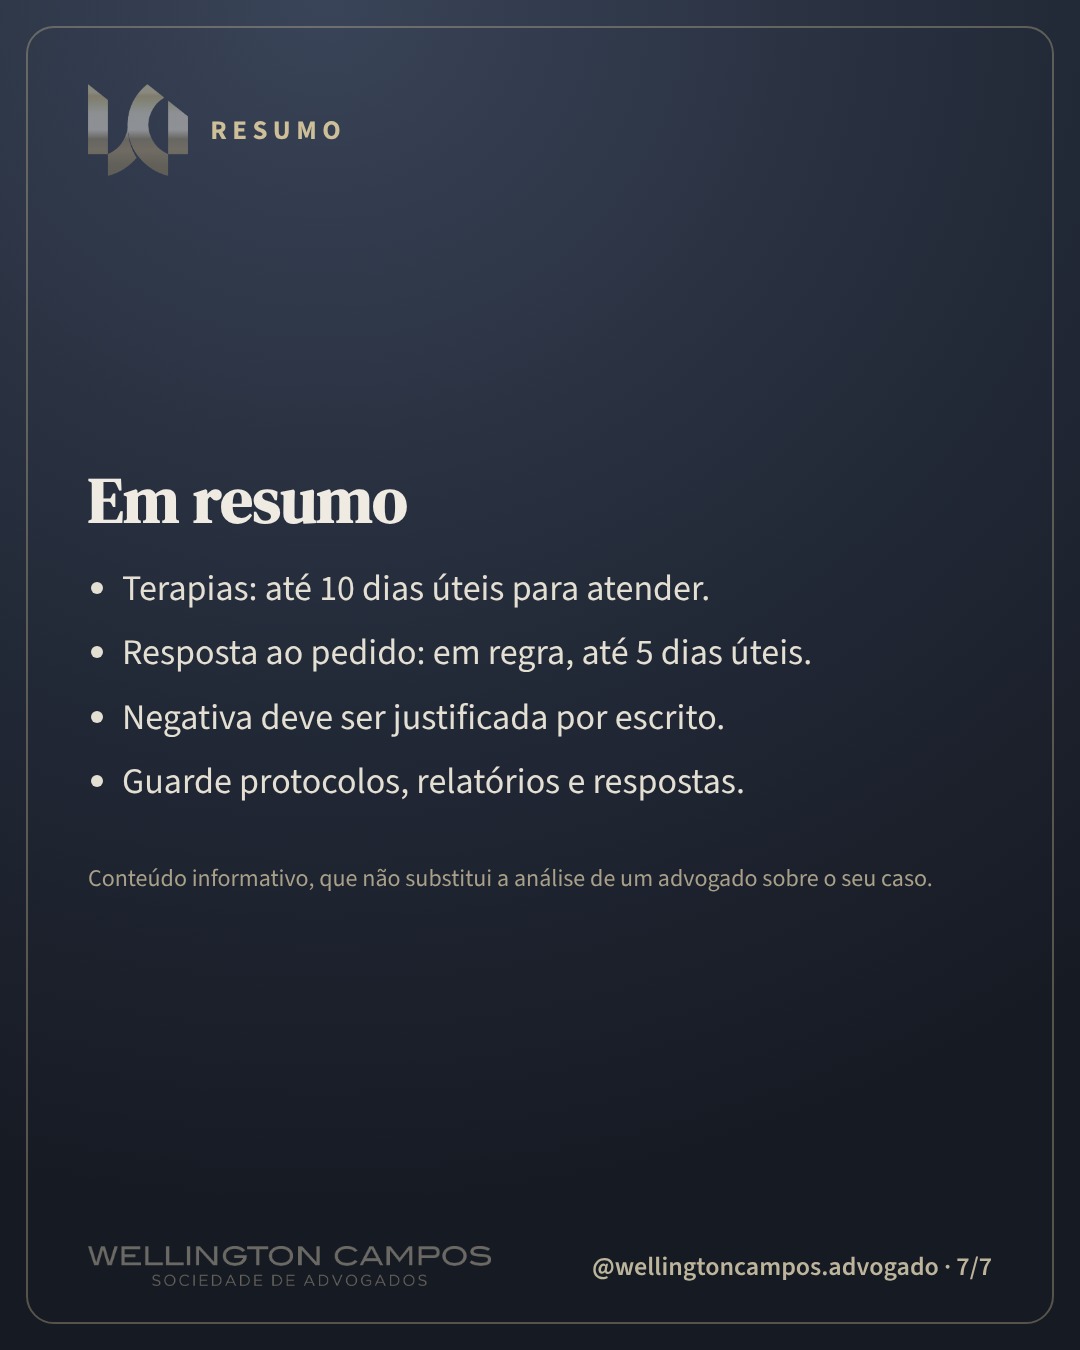 RESUMO
Em resumo
• Terapias: até 10 dias úteis para atender.
• Resposta ao pedido: em regra, até 5 dias úteis.
• Negativa deve ser justificada por escrito.
• Guarde protocolos, relatórios e respostas.
Conteúdo informativo, que não substitui a análise de um advogado sobre o seu caso.
WELLINGTON CAMPOS
SOCIEDADE DE ADVOGADOS
@wellingtoncampos.advogado · 7/7